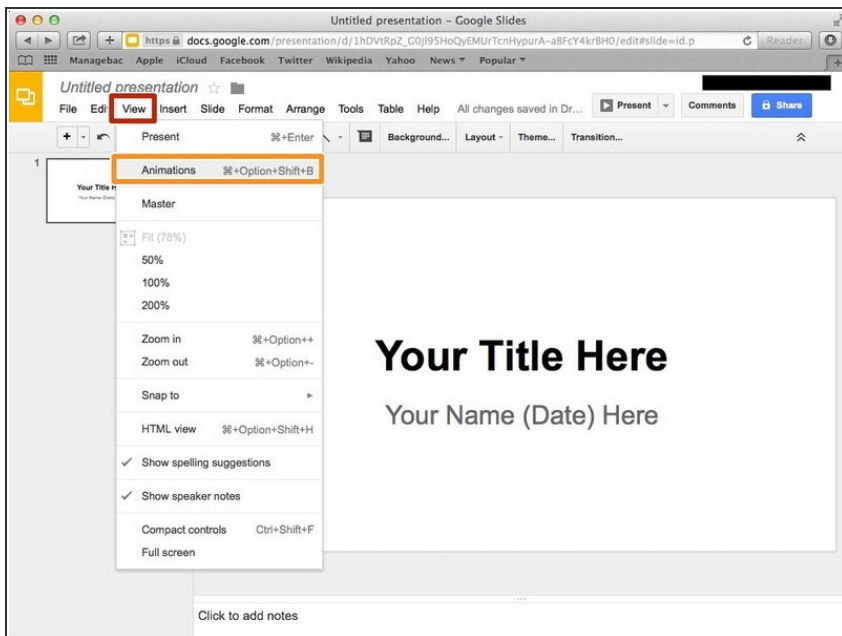 Untitled presentation – Google Slides
https docs.google.com/presentation/d/1hDVtRpZ_G0jl95HoQyEMUrTcnHypurA-aBFcY4krBH0/edit#slide=id.p
Reader
Managebac Apple iCloud Facebook Twitter Wikipedia Yahoo News Popular
Untitled presentation
File Edi View Insert Slide Format Arrange Tools Table Help All changes saved in Dr... Present Comments Share
Background... Layout Theme... Transition...
1
Your Title H
Your Name (Date)
Present ⌘+Enter
Animations ⌘+Option+Shift+B
Master
Fit (78%)
50%
100%
200%
Zoom in ⌘+Option++
Zoom out ⌘+Option+-
Snap to
HTML view ⌘+Option+Shift+H
Show spelling suggestions
Show speaker notes
Compact controls Ctrl+Shift+F
Full screen
Your Title Here
Your Name (Date) Here
Click to add notes